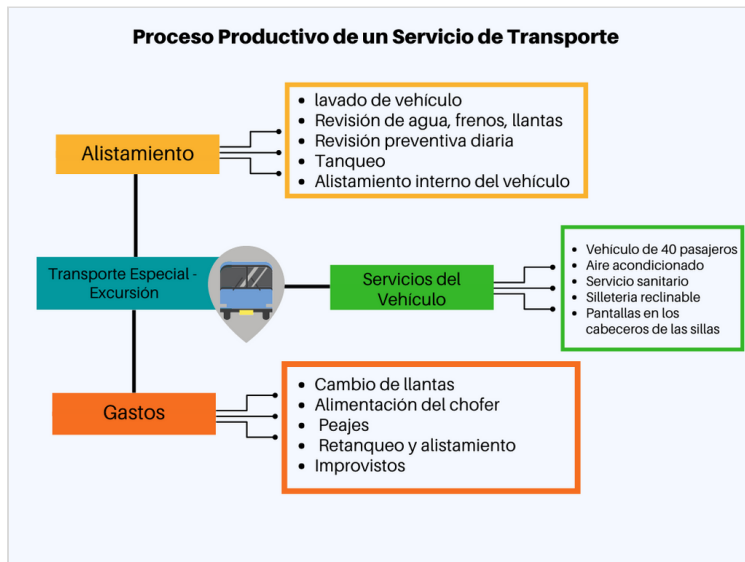 Proceso Productivo de un Servicio de Transporte
Alistamiento
• lavado de vehículo
• Revisión de agua, frenos, llantas
• Revisión preventiva diaria
• Tanqueo
• Alistamiento interno del vehículo
Transporte Especial -
Excursión
Servicios del
Vehículo
• Vehículo de 40 pasajeros
• Aire acondicionado
• Servicio sanitario
• Silleteria reclinable
• Pantallas en los
cabeceros de las sillas
Gastos
• Cambio de llantas
• Alimentación del chofer
• Peajes
• Retanqueo y alistamiento
• Improvistos